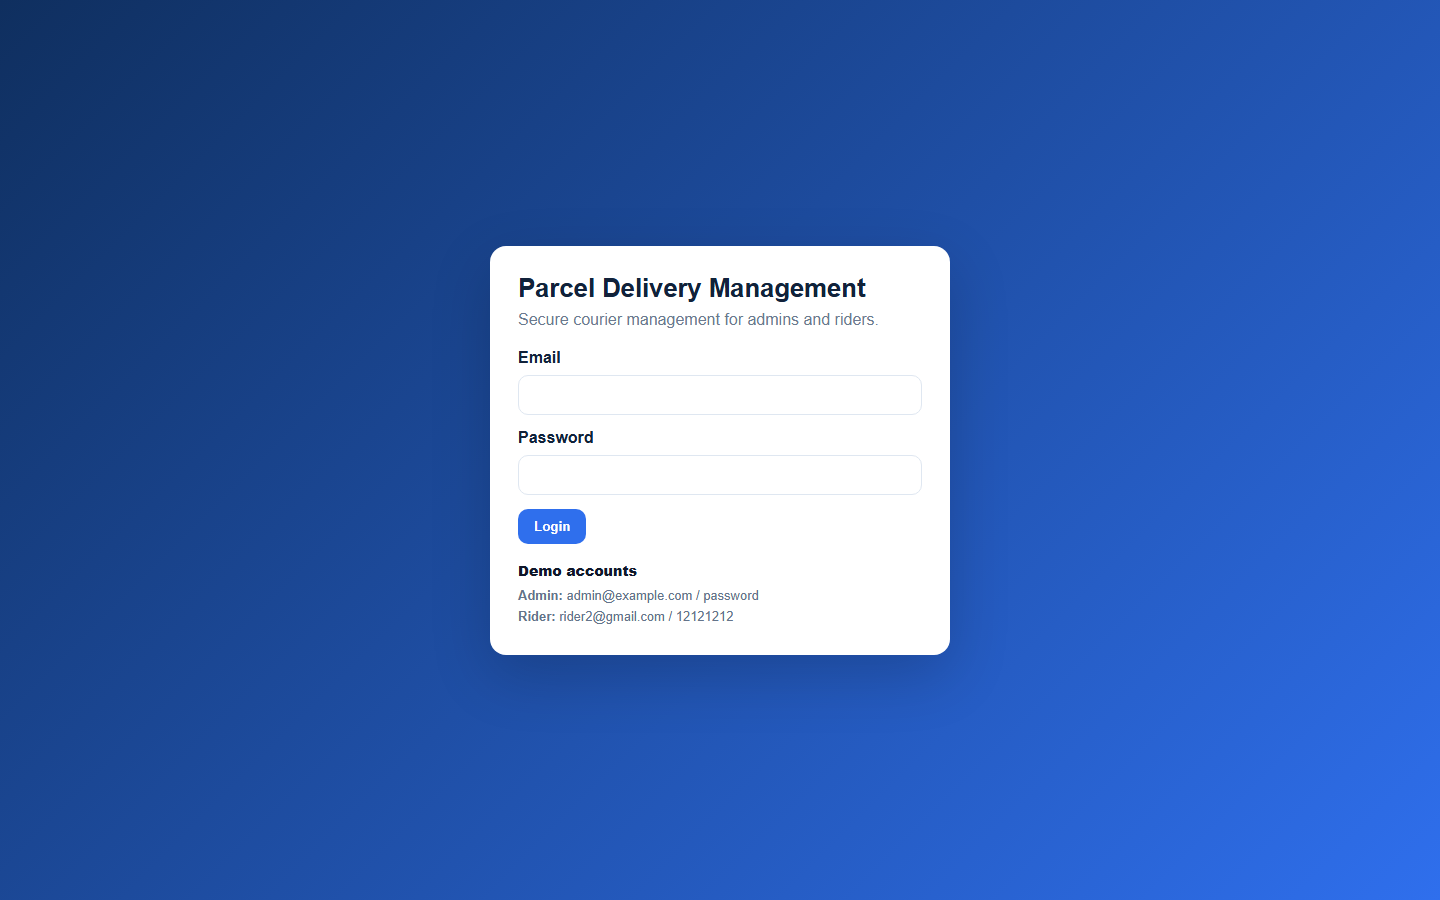 Parcel Delivery Management
Secure courier management for admins and riders.
Email
Password
Login
Demo accounts
Admin: admin@example.com / password
Rider: rider2@gmail.com / 12121212